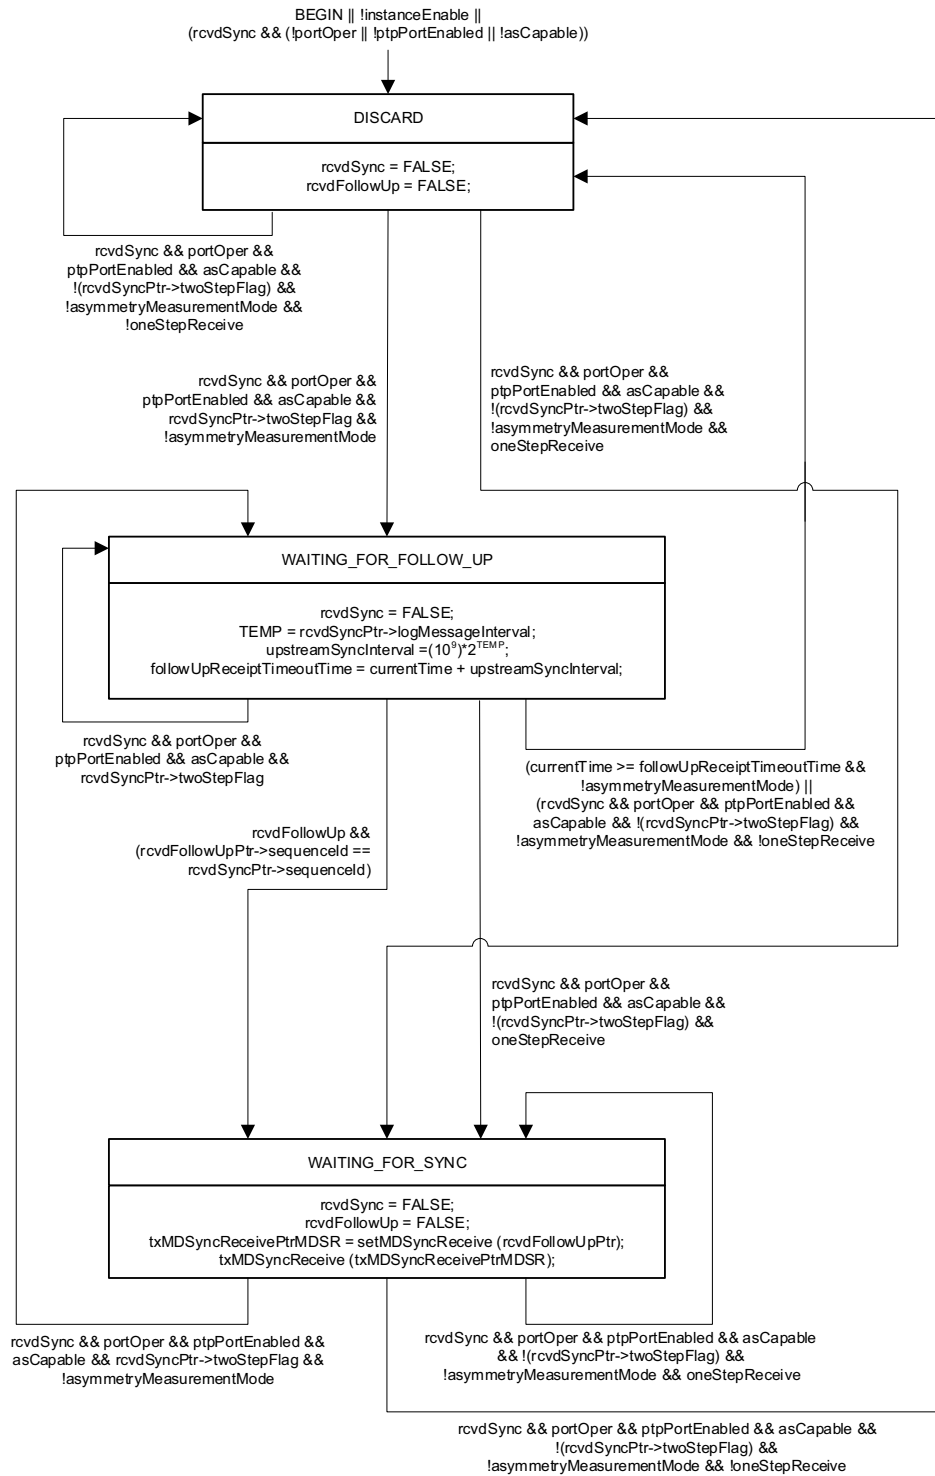 BEGIN || !instanceEnable ||
(rcvdSync && (!portOper || !ptpPortEnabled || !asCapable))
DISCARD
rcvdSync = FALSE;
rcvdFollowUp = FALSE;
rcvdSync && portOper &&
ptpPortEnabled && asCapable &&
!(rcvdSyncPtr->twoStepFlag) &&
!asymmetryMeasurementMode &&
!oneStepReceive
rcvdSync && portOper &&
ptpPortEnabled && asCapable &&
rcvdSyncPtr->twoStepFlag &&
!asymmetryMeasurementMode
rcvdSync && portOper &&
ptpPortEnabled && asCapable &&
!(rcvdSyncPtr->twoStepFlag) &&
!asymmetryMeasurementMode &&
oneStepReceive
WAITING_FOR_FOLLOW_UP
rcvdSync = FALSE;
TEMP = rcvdSyncPtr->logMessageInterval;
upstreamSyncInterval =(10⁹)*2ᵀᴱᴹᴾ;
followUpReceiptTimeoutTime = currentTime + upstreamSyncInterval;
rcvdSync && portOper &&
ptpPortEnabled && asCapable &&
rcvdSyncPtr->twoStepFlag
(currentTime >= followUpReceiptTimeoutTime &&
!asymmetryMeasurementMode) ||
(rcvdSync && portOper && ptpPortEnabled &&
asCapable && !(rcvdSyncPtr->twoStepFlag) &&
!asymmetryMeasurementMode && !oneStepReceive
rcvdFollowUp &&
(rcvdFollowUpPtr->sequenceId ==
rcvdSyncPtr->sequenceId)
rcvdSync && portOper &&
ptpPortEnabled && asCapable &&
!(rcvdSyncPtr->twoStepFlag) &&
oneStepReceive
WAITING_FOR_SYNC
rcvdSync = FALSE;
rcvdFollowUp = FALSE;
txMDSyncReceivePtrMDSR = setMDSyncReceive (rcvdFollowUpPtr);
txMDSyncReceive (txMDSyncReceivePtrMDSR);
rcvdSync && portOper && ptpPortEnabled &&
asCapable && rcvdSyncPtr->twoStepFlag &&
!asymmetryMeasurementMode
rcvdSync && portOper && ptpPortEnabled && asCapable
&& !(rcvdSyncPtr->twoStepFlag) &&
!asymmetryMeasurementMode && oneStepReceive
rcvdSync && portOper && ptpPortEnabled && asCapable &&
!(rcvdSyncPtr->twoStepFlag) &&
!asymmetryMeasurementMode && !oneStepReceive